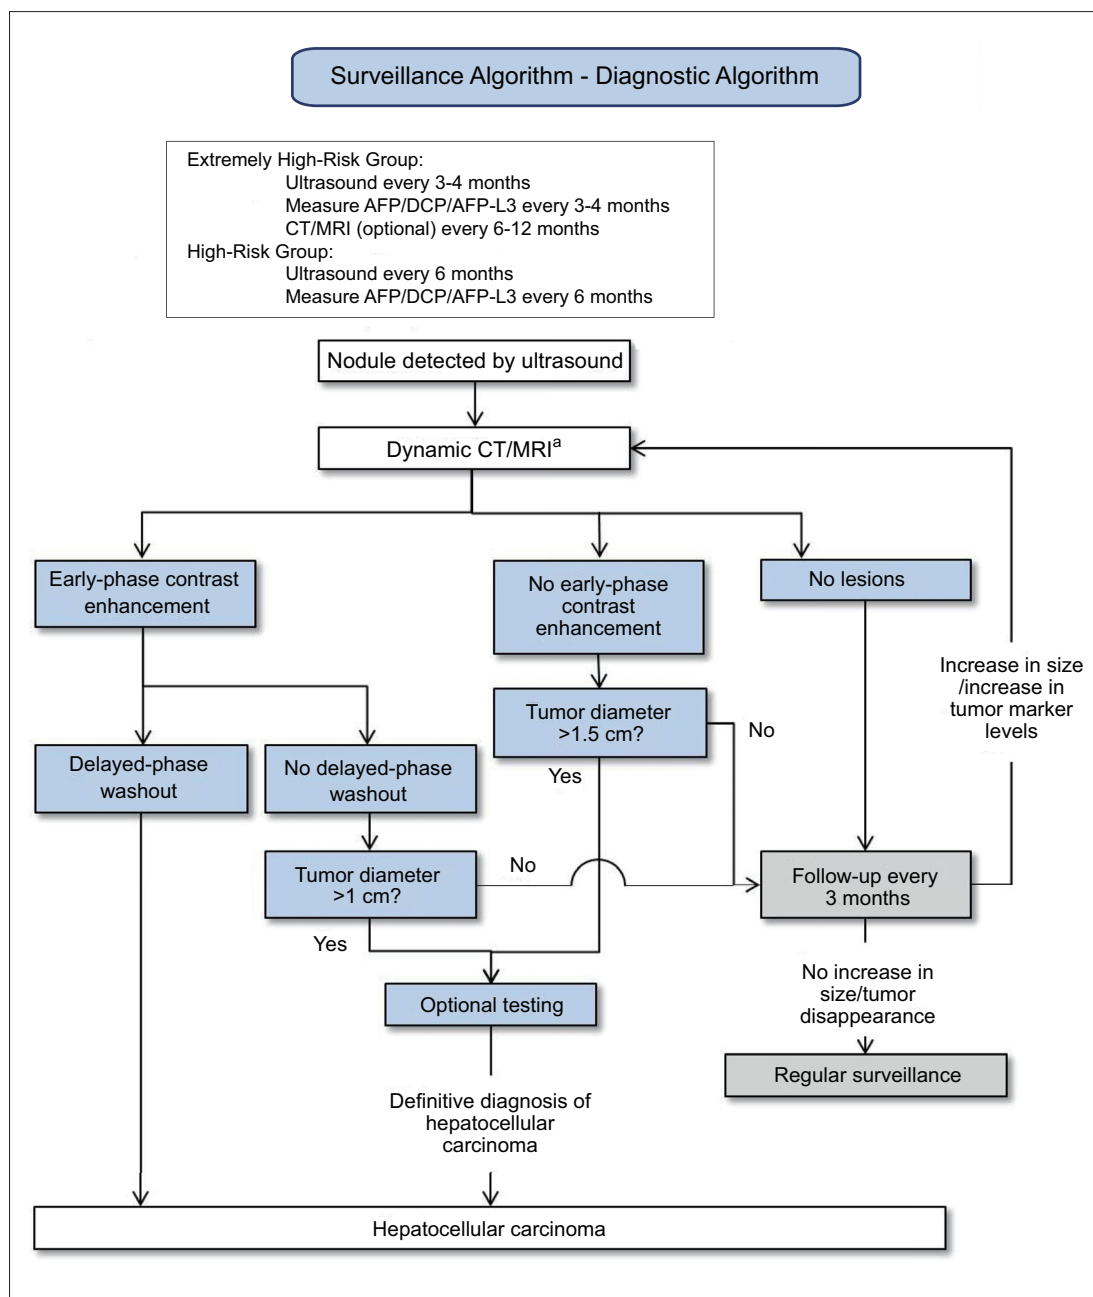 Surveillance Algorithm - Diagnostic Algorithm
Extremely High-Risk Group:
Ultrasound every 3-4 months
Measure AFP/DCP/AFP-L3 every 3-4 months
CT/MRI (optional) every 6-12 months
High-Risk Group:
Ultrasound every 6 months
Measure AFP/DCP/AFP-L3 every 6 months
Nodule detected by ultrasound
Dynamic CT/MRIa
Early-phase contrast
enhancement
No early-phase
contrast
enhancement
No lesions
Increase in size
/increase in
tumor marker
levels
Tumor diameter
>1.5 cm?
No
Yes
Delayed-phase
washout
No delayed-phase
washout
Tumor diameter
>1 cm?
No
Yes
Follow-up every
3 months
No increase in
size/tumor
disappearance
Optional testing
Regular surveillance
Definitive diagnosis of
hepatocellular
carcinoma
Hepatocellular carcinoma